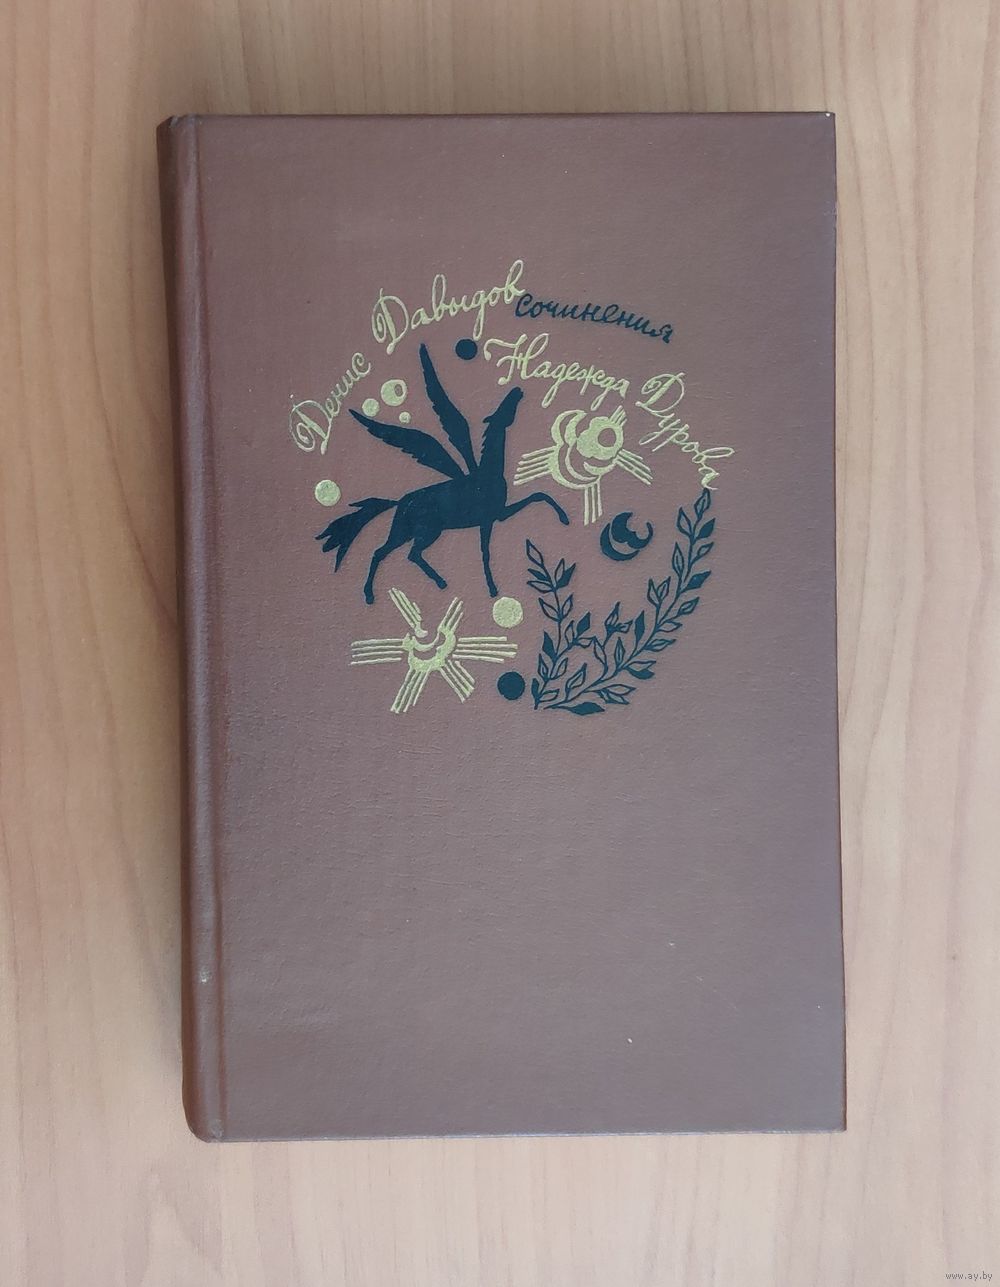 Денис Давыдов
сочинения
Надежда Дурова
www.ay.by